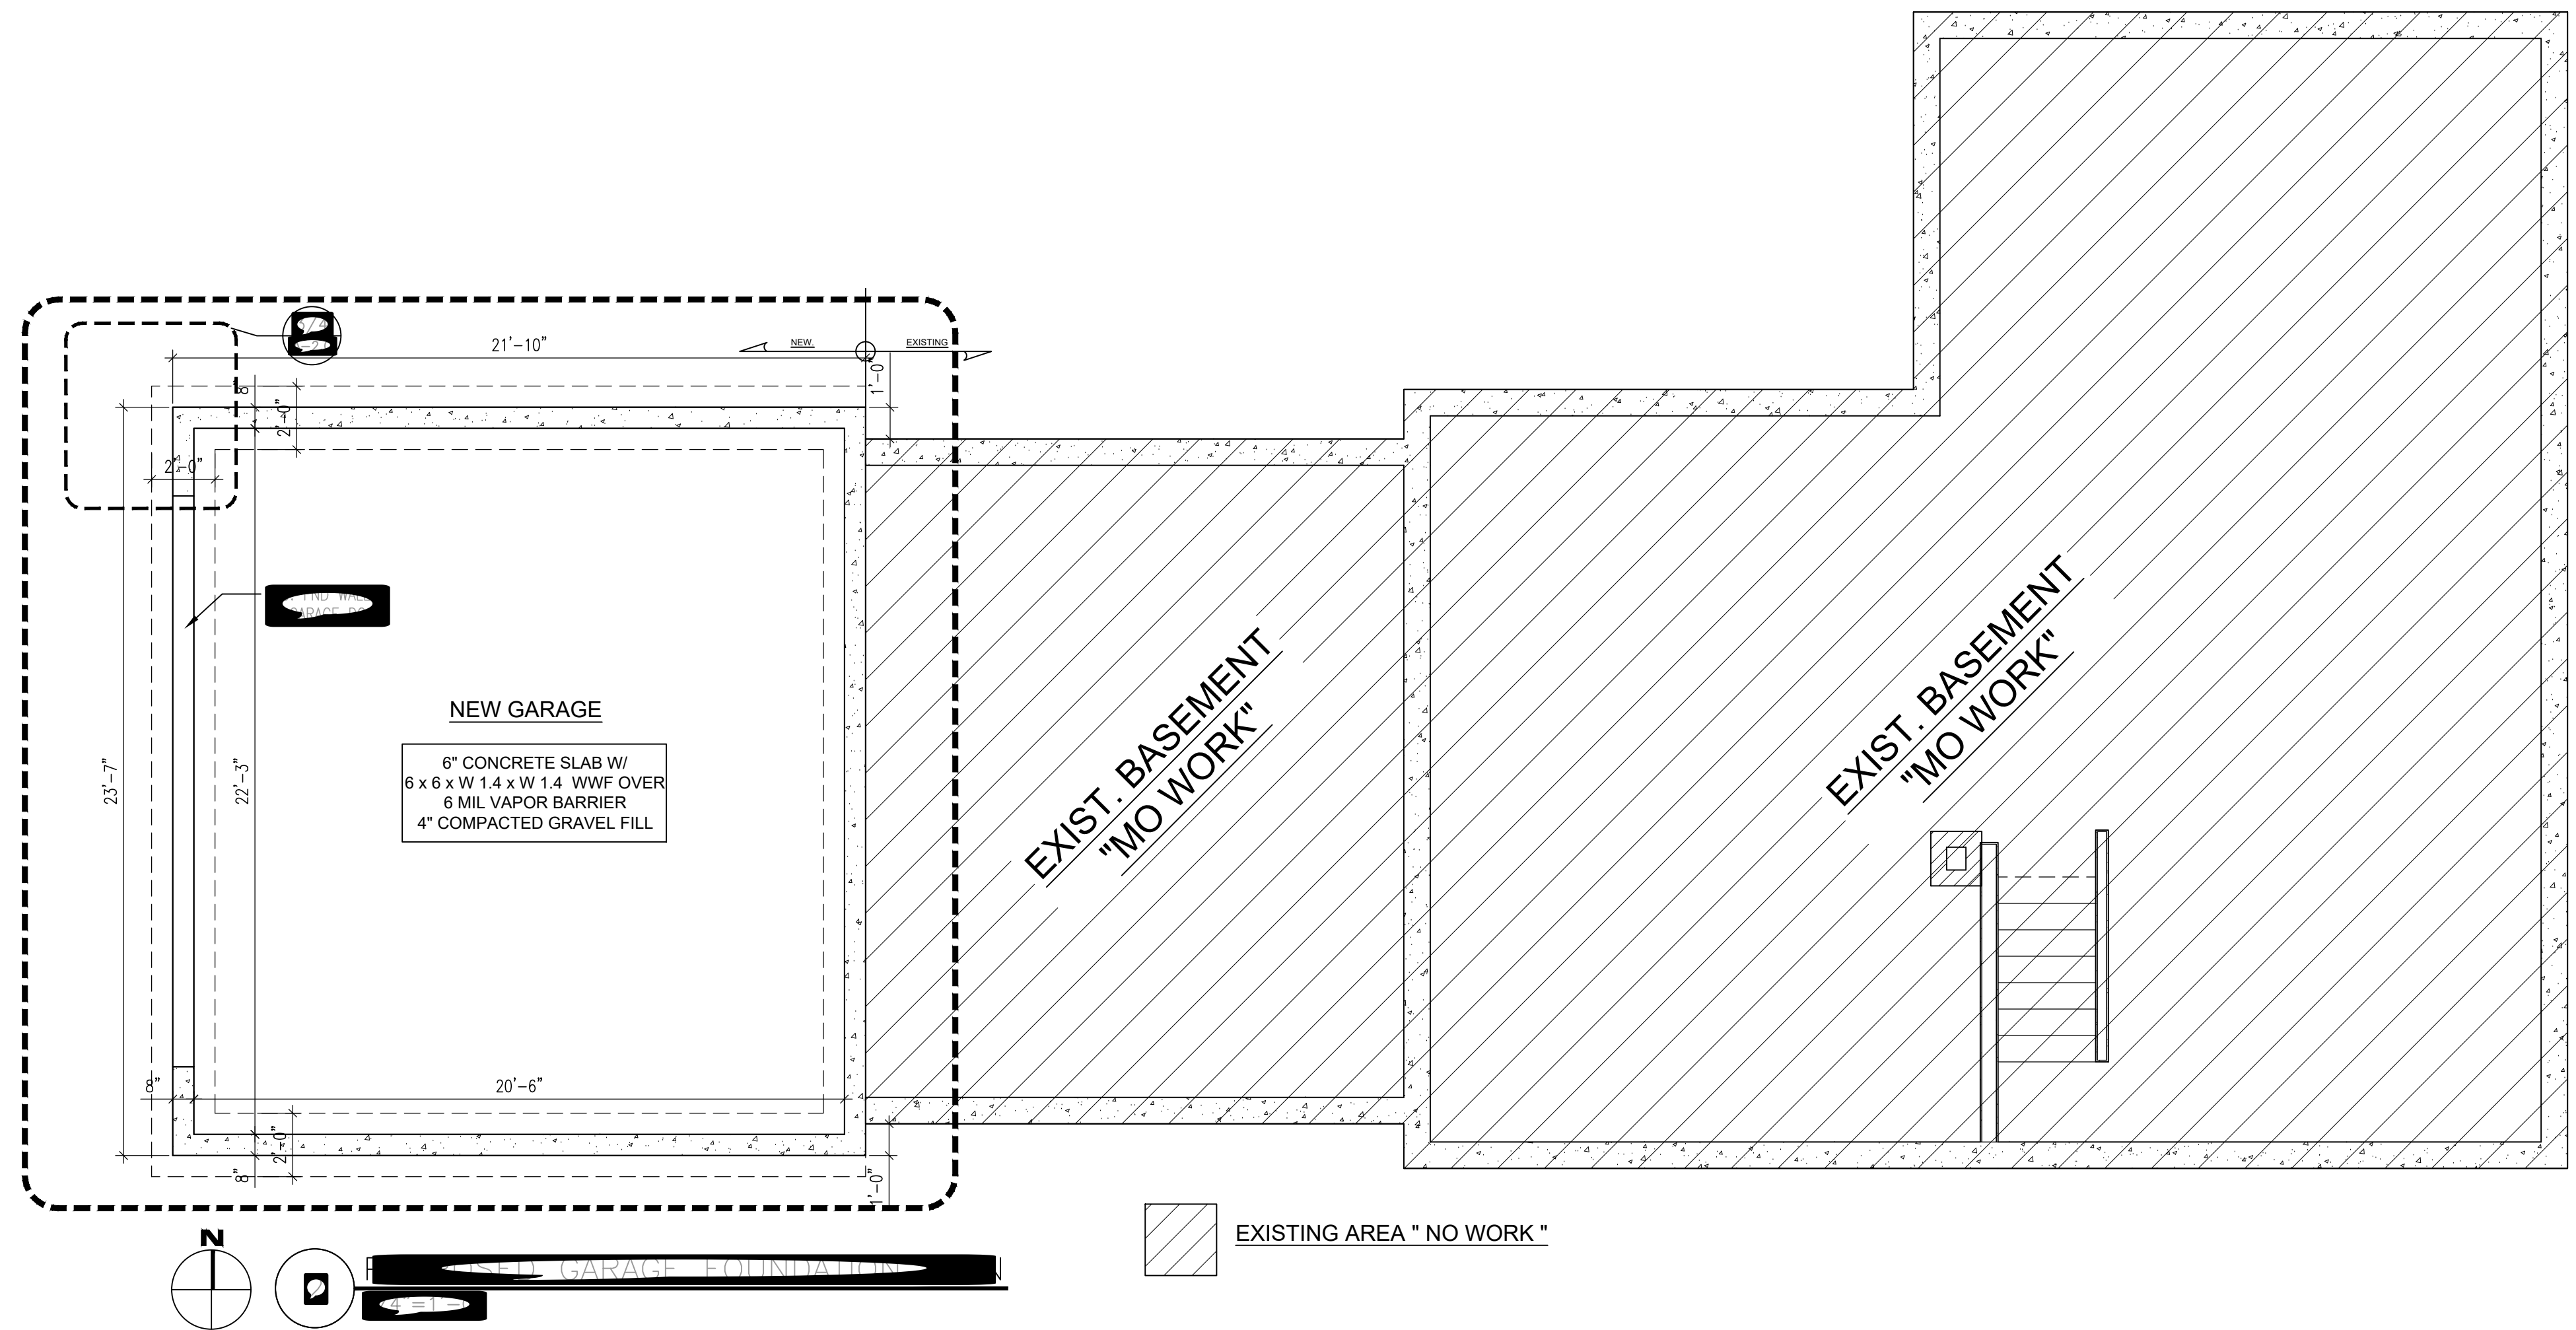 21'-10"
NEW.
EXISTING
1'-0"
8"
2'-0"
2'-0"
23'-7"
22'-3"
NEW GARAGE
6" CONCRETE SLAB W/
6 x 6 x W 1.4 x W 1.4 WWF OVER
6 MIL VAPOR BARRIER
4" COMPACTED GRAVEL FILL
EXIST. BASEMENT
"MO WORK"
EXIST. BASEMENT
"MO WORK"
8"
20'-6"
2'-0"
8"
1'-0"
N
GARAGE
EXISTING AREA " NO WORK "